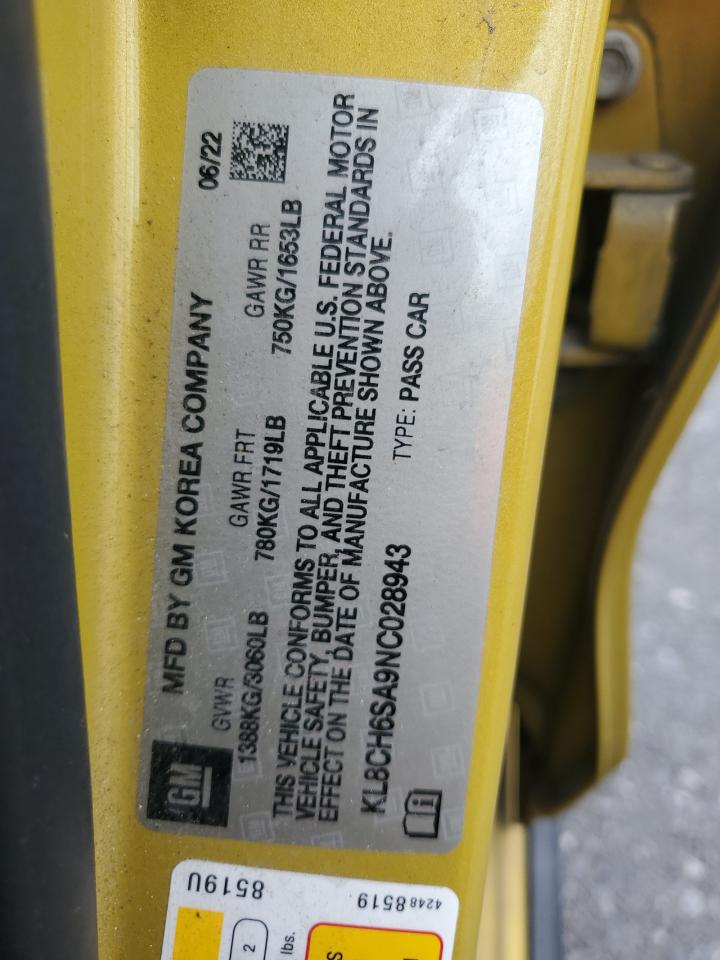 MFD BY GM KOREA COMPANY 06/22
GVWR GAWR FRT GAWR RR
1388KG/3060LB 780KG/1719LB 750KG/1653LB
THIS VEHICLE CONFORMS TO ALL APPLICABLE U.S. FEDERAL MOTOR
VEHICLE SAFETY, BUMPER, AND THEFT PREVENTION STANDARDS IN
EFFECT ON THE DATE OF MANUFACTURE SHOWN ABOVE.
KL8CH6SA9NC028943 TYPE: PASS CAR
GM
8519U
4248 8519
2
lbs.